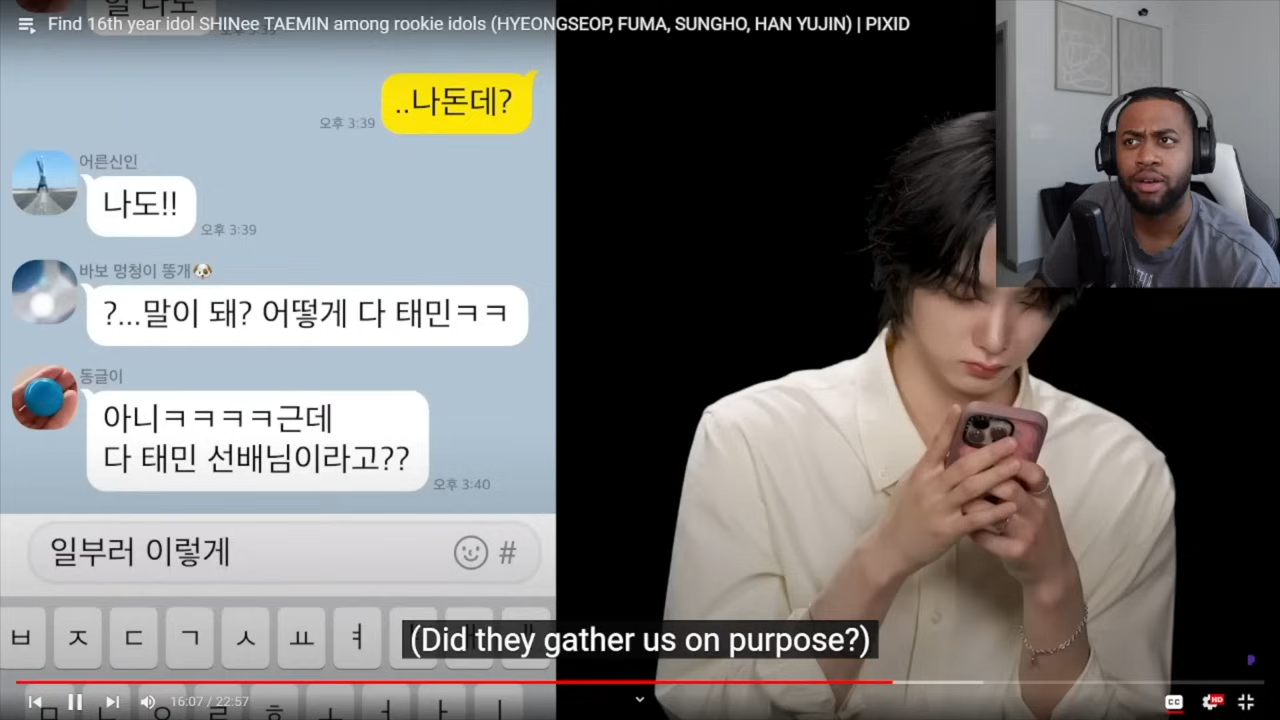 Find 16th year idol SHINee TAEMIN among rookie idols (HYEONGSEOP, FUMA, SUNGHO, HAN YUJIN) | PIXID
..나돈데?
오후 3:39
어른신인
나도!!
오후 3:39
바보 멍청이 똥개🐶
?...말이 돼? 어떻게 다 태민ㅋㅋ
동글이
아니ㅋㅋㅋㅋ근데
다 태민 선배님이라고??
오후 3:40
일부러 이렇게
#
ㅂ ㅈ ㄷ ㄱ ㅅ ㅛ ㅕ
(Did they gather us on purpose?)
16:07 / 22:57
CC
HD